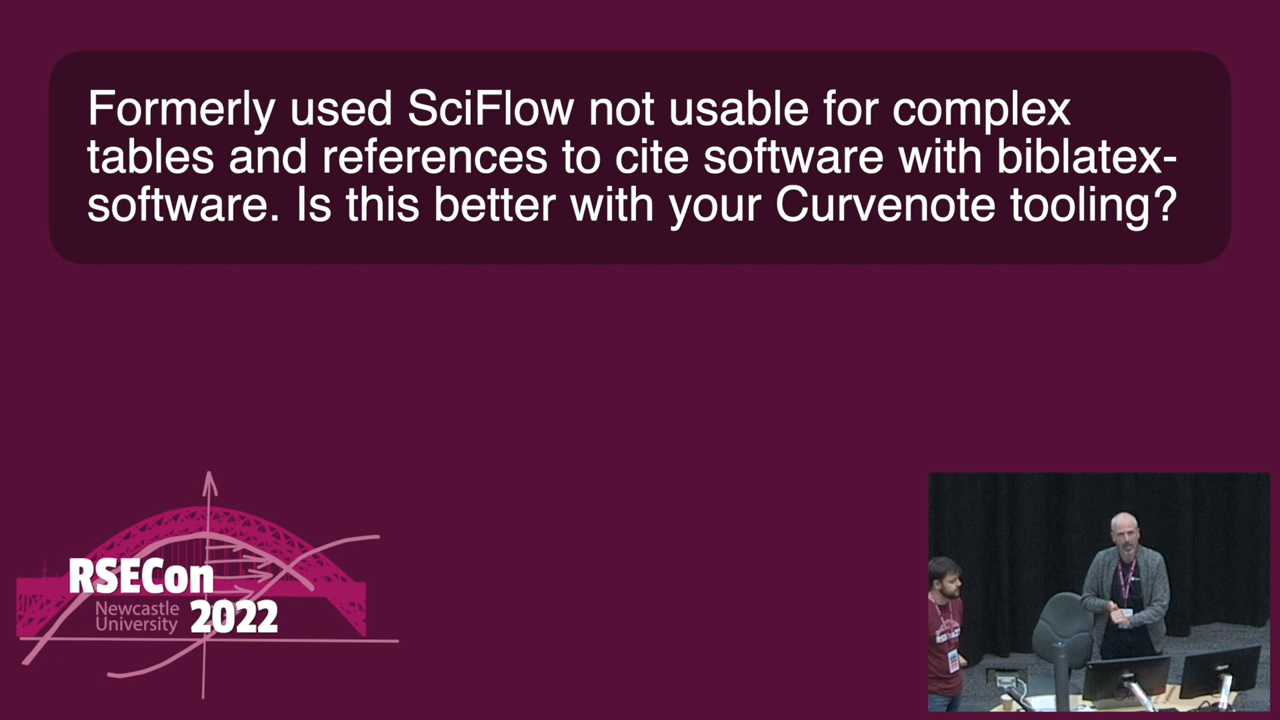 Formerly used SciFlow not usable for complex
tables and references to cite software with biblatex-
software. Is this better with your Curvenote tooling?
RSECon
Newcastle
University
2022